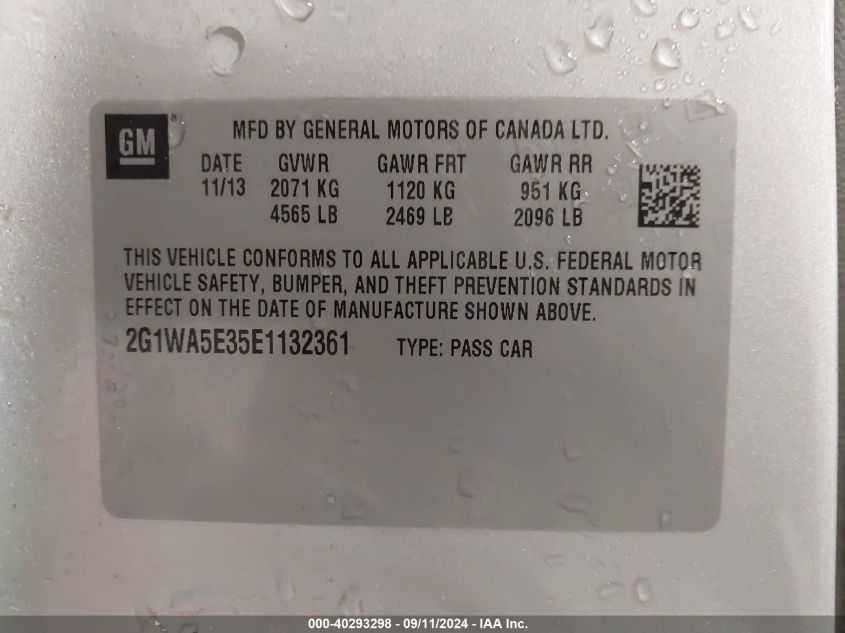 GM®
MFD BY GENERAL MOTORS OF CANADA LTD.
DATE GVWR GAWR FRT GAWR RR
11/13 2071 KG 1120 KG 951 KG
4565 LB 2469 LB 2096 LB
THIS VEHICLE CONFORMS TO ALL APPLICABLE U.S. FEDERAL MOTOR
VEHICLE SAFETY, BUMPER, AND THEFT PREVENTION STANDARDS IN
EFFECT ON THE DATE OF MANUFACTURE SHOWN ABOVE.
2G1WA5E35E1132361 TYPE: PASS CAR
000-40293298 - 09/11/2024 - IAA Inc.